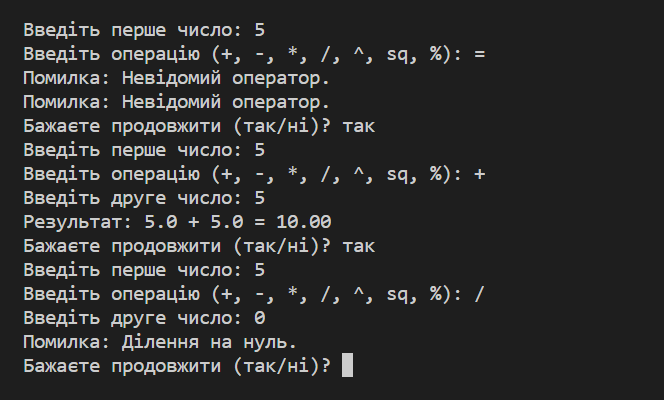 Введіть перше число: 5
Введіть операцію (+, -, *, /, ^, sq, %): =
Помилка: Невідомий оператор.
Помилка: Невідомий оператор.
Бажаєте продовжити (так/ні)? так
Введіть перше число: 5
Введіть операцію (+, -, *, /, ^, sq, %): +
Введіть друге число: 5
Результат: 5.0 + 5.0 = 10.00
Бажаєте продовжити (так/ні)? так
Введіть перше число: 5
Введіть операцію (+, -, *, /, ^, sq, %): /
Введіть друге число: 0
Помилка: Ділення на нуль.
Бажаєте продовжити (так/ні)?